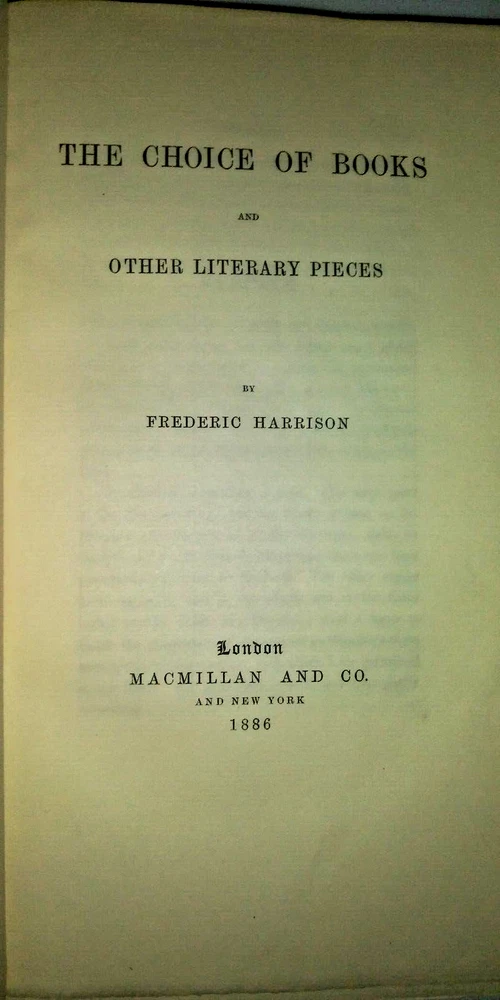 THE CHOICE OF BOOKS
AND
OTHER LITERARY PIECES
BY
FREDERIC HARRISON
London
MACMILLAN AND CO.
AND NEW YORK
1886